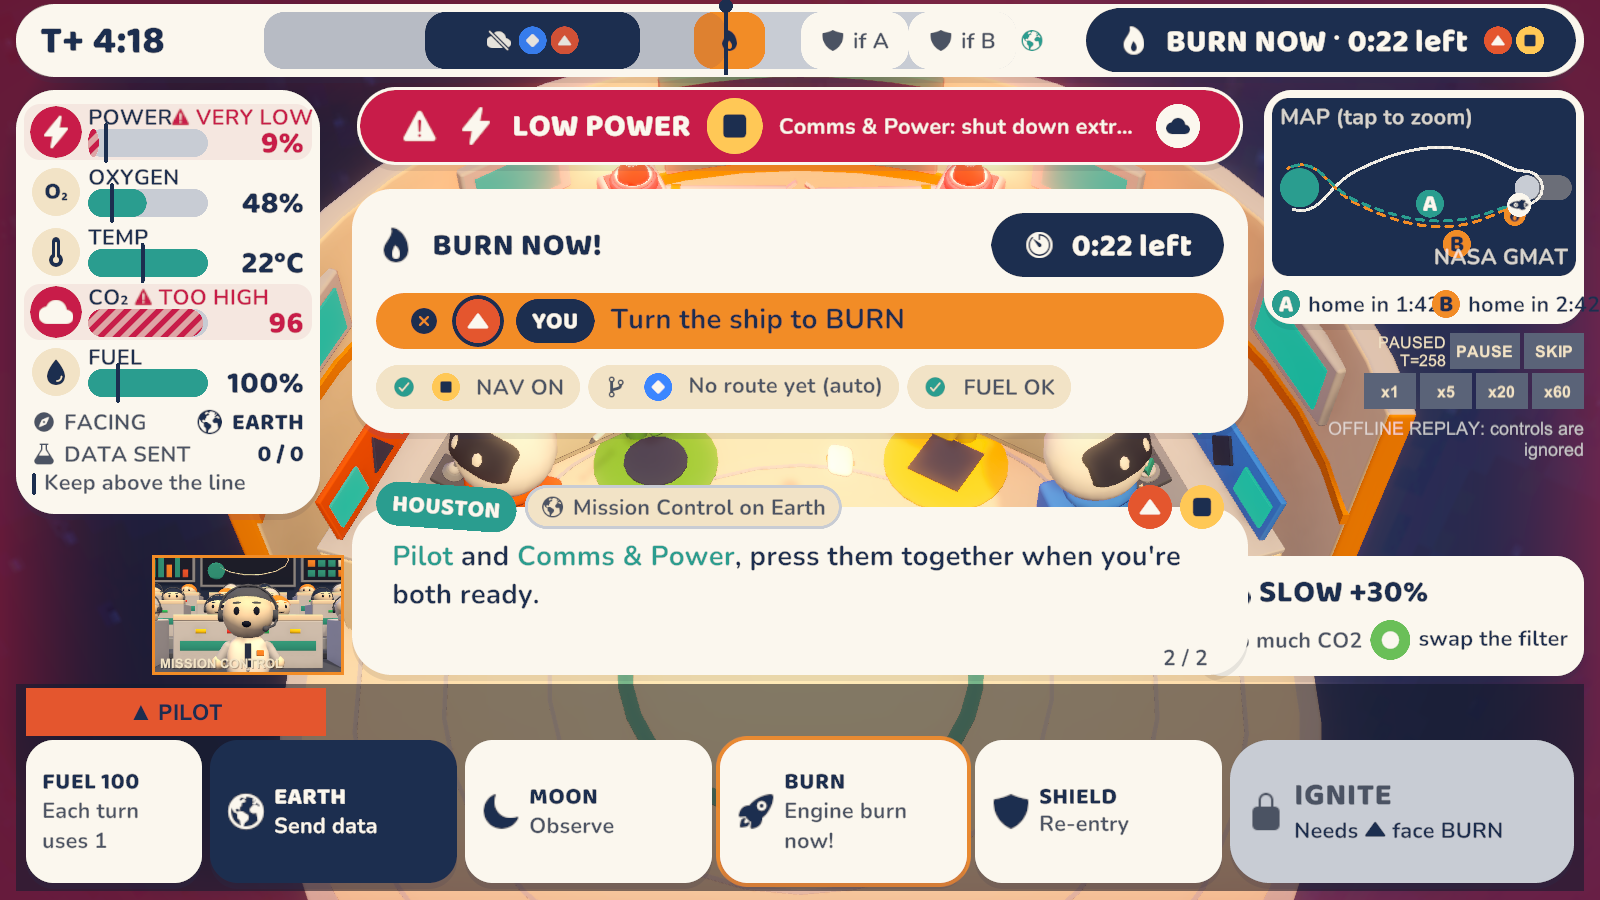 T+ 4:18
if A
if B
BURN NOW · 0:22 left
POWER VERY LOW
9%
O₂
OXYGEN
48%
TEMP
22°C
CO₂ TOO HIGH
96
FUEL
100%
FACING EARTH
DATA SENT 0 / 0
Keep above the line
LOW POWER
Comms & Power: shut down extr...
BURN NOW!
0:22 left
YOU Turn the ship to BURN
NAV ON
No route yet (auto)
FUEL OK
MAP (tap to zoom)
A
B
NASA GMAT
A home in 1:42
B home in 2:42
PAUSED
T=258
PAUSE
SKIP
x1
x5
x20
x60
OFFLINE REPLAY: controls are
ignored
HOUSTON
Mission Control on Earth
Pilot and Comms & Power, press them together when you're
both ready.
2 / 2
MISSION CONTROL
SLOW +30%
much CO2
swap the filter
▲ PILOT
FUEL 100
Each turn
uses 1
EARTH
Send data
MOON
Observe
BURN
Engine burn
now!
SHIELD
Re-entry
IGNITE
Needs ▲ face BURN